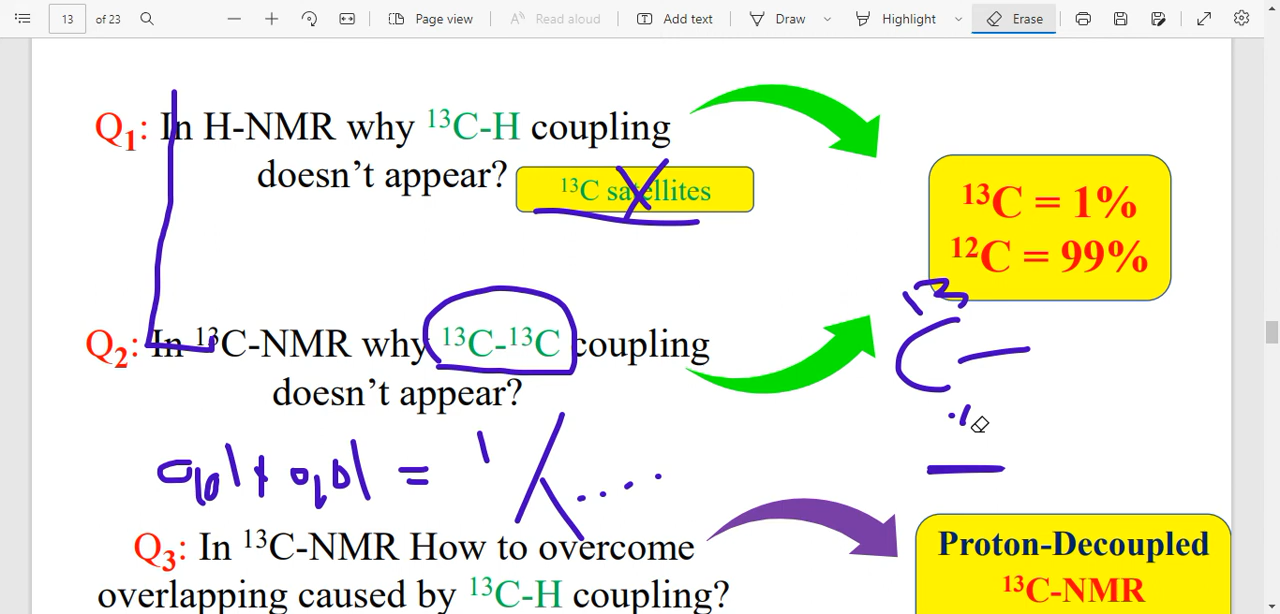 13 of 23 Page view Read aloud Add text Draw Highlight Erase
Q1: In H-NMR why ¹³C-H coupling
doesn't appear?
¹³C satellites
¹³C = 1%
¹²C = 99%
Q2: In ¹³C-NMR why ¹³C-¹³C coupling
doesn't appear?
13
C -
Q3: In ¹³C-NMR How to overcome
overlapping caused by ¹³C-H coupling?
Proton-Decoupled
¹³C-NMR